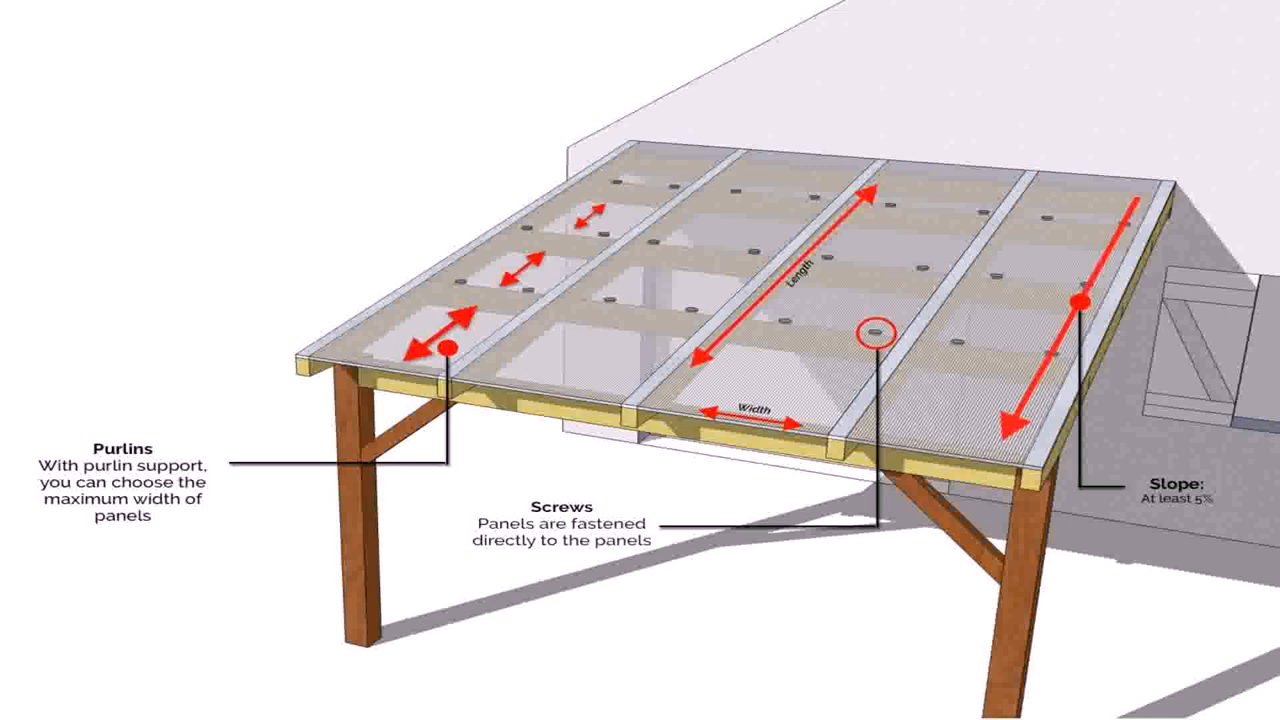 Length
Width
Purlins
With purlin support,
you can choose the
maximum width of
panels
Screws
Panels are fastened
directly to the panels
Slope:
At least 5%